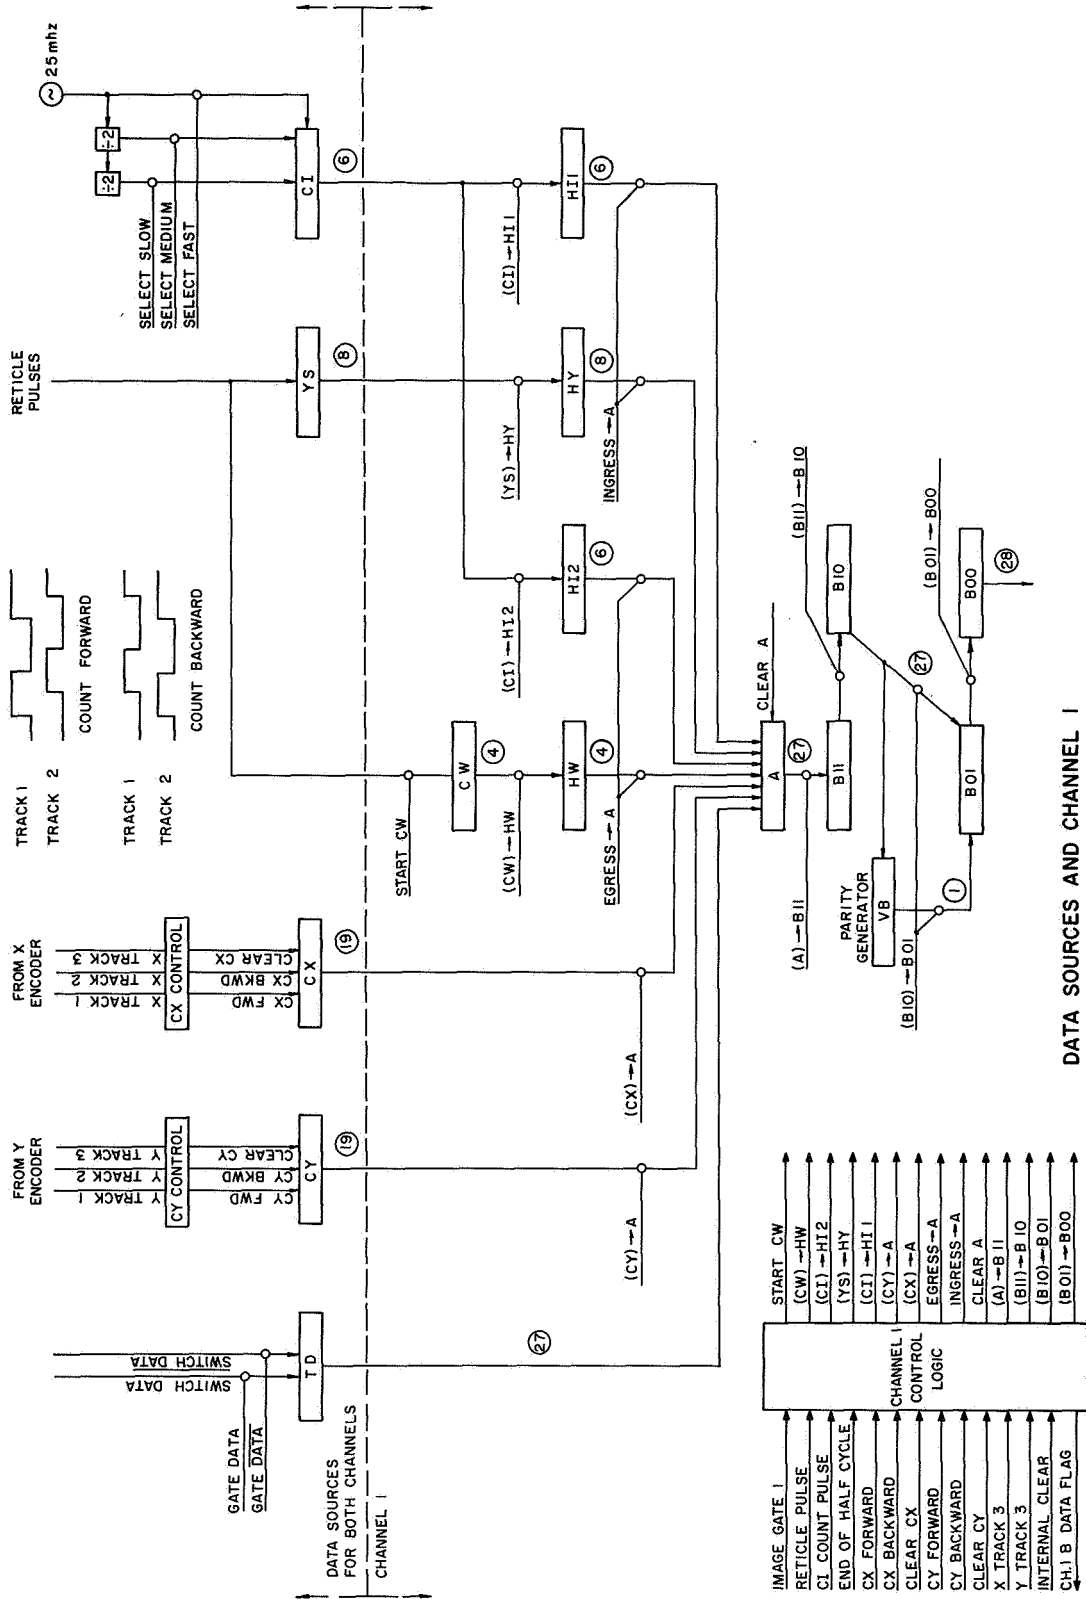 FROM Y
ENCODER
FROM X
ENCODER
TRACK 1
TRACK 2
COUNT FORWARD
TRACK 1
TRACK 2
COUNT BACKWARD
RETICLE
PULSES
~ 25mhz
÷2
÷2
SELECT SLOW
SELECT MEDIUM
SELECT FAST
SWITCH DATA
SWITCH DATA
GATE DATA
GATE DATA
Y TRACK 1
Y TRACK 2
Y TRACK 3
CY CONTROL
CY FWD
CY BKWD
CLEAR CY
X TRACK 1
X TRACK 2
X TRACK 3
CX CONTROL
CX FWD
CX BKWD
CLEAR CX
TD
CY
CX
YS
CI
19
19
8
6
DATA SOURCES
FOR BOTH CHANNELS
CHANNEL 1
START CW
CW
4
(CW)→HW
(CI)→HI2
(YS)→HY
(CI)→HI1
HW
HI2
HY
HI1
4
6
8
6
27
(CY)→A
(CX)→A
EGRESS→A
INGRESS→A
CLEAR A
A
27
(A)→B11
B11
(B11)→B10
B10
PARITY
GENERATOR
VB
27
(B10)→B01
1
B01
(B01)→B00
B00
28
IMAGE GATE 1
RETICLE PULSE
CI COUNT PULSE
END OF HALF CYCLE
CX FORWARD
CX BACKWARD
CLEAR CX
CY FORWARD
CY BACKWARD
CLEAR CY
X TRACK 3
Y TRACK 3
INTERNAL CLEAR
CH.1 B DATA FLAG
CHANNEL 1
CONTROL
LOGIC
START CW
(CW)→HW
(CI)→HI2
(YS)→HY
(CI)→HI1
(CY)→A
(CX)→A
EGRESS→A
INGRESS→A
CLEAR A
(A)→B11
(B11)→B10
(B10)→B01
(B01)→B00
DATA SOURCES AND CHANNEL 1